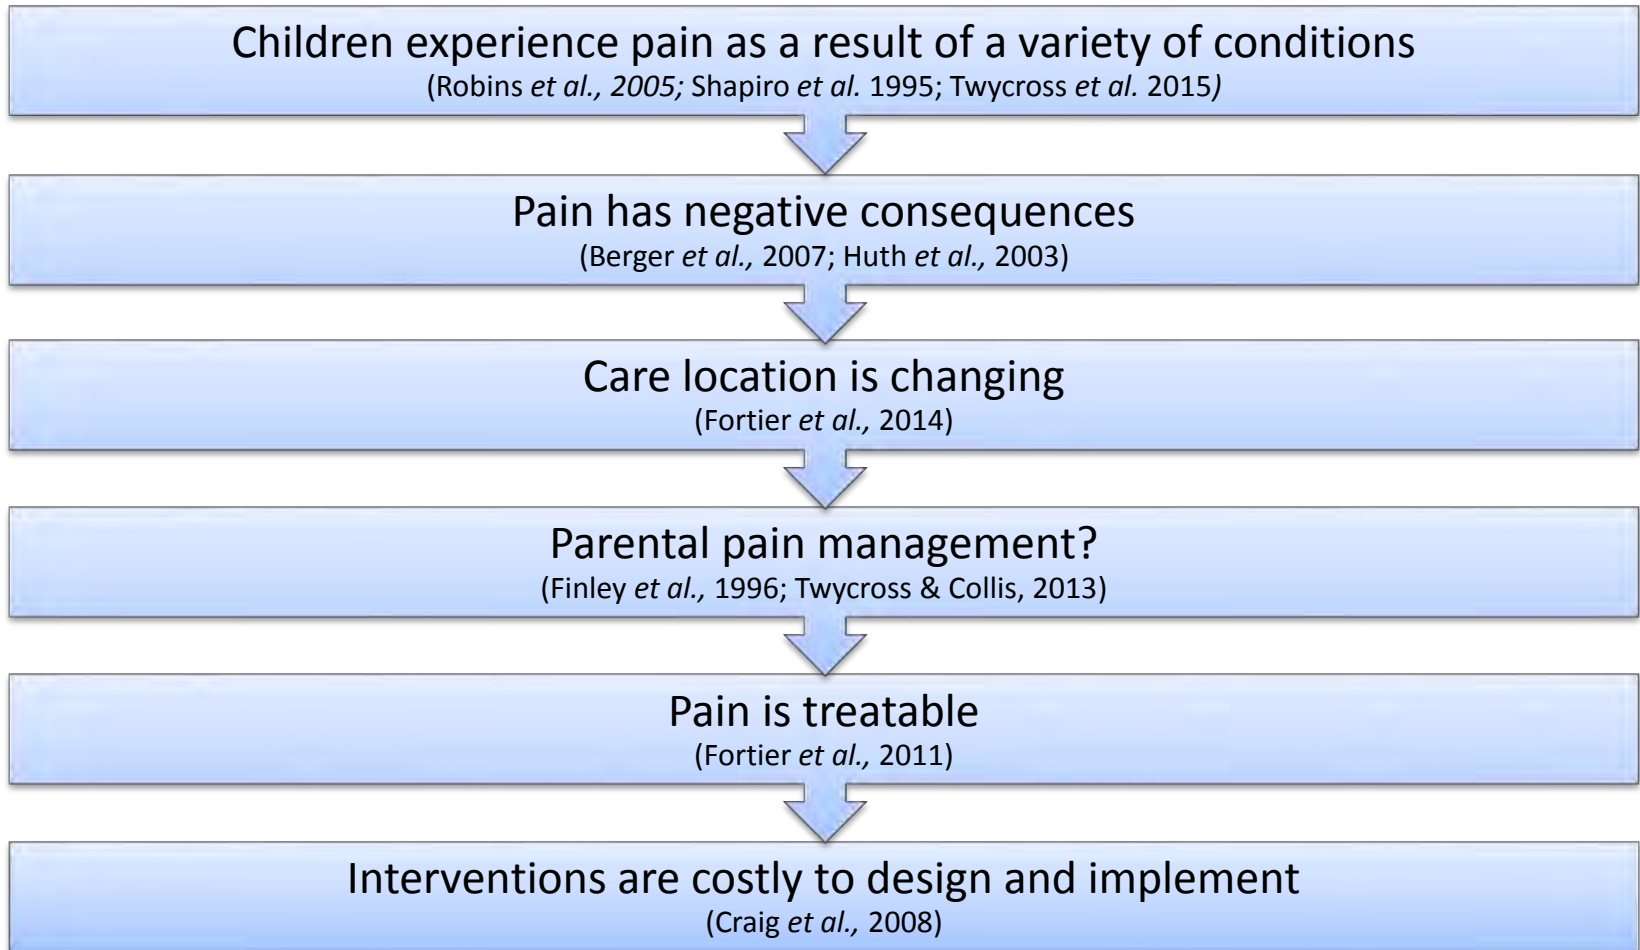 Children experience pain as a result of a variety of conditions
(Robins et al., 2005; Shapiro et al. 1995; Twycross et al. 2015)
Pain has negative consequences
(Berger et al., 2007; Huth et al., 2003)
Care location is changing
(Fortier et al., 2014)
Parental pain management?
(Finley et al., 1996; Twycross & Collis, 2013)
Pain is treatable
(Fortier et al., 2011)
Interventions are costly to design and implement
(Craig et al., 2008)